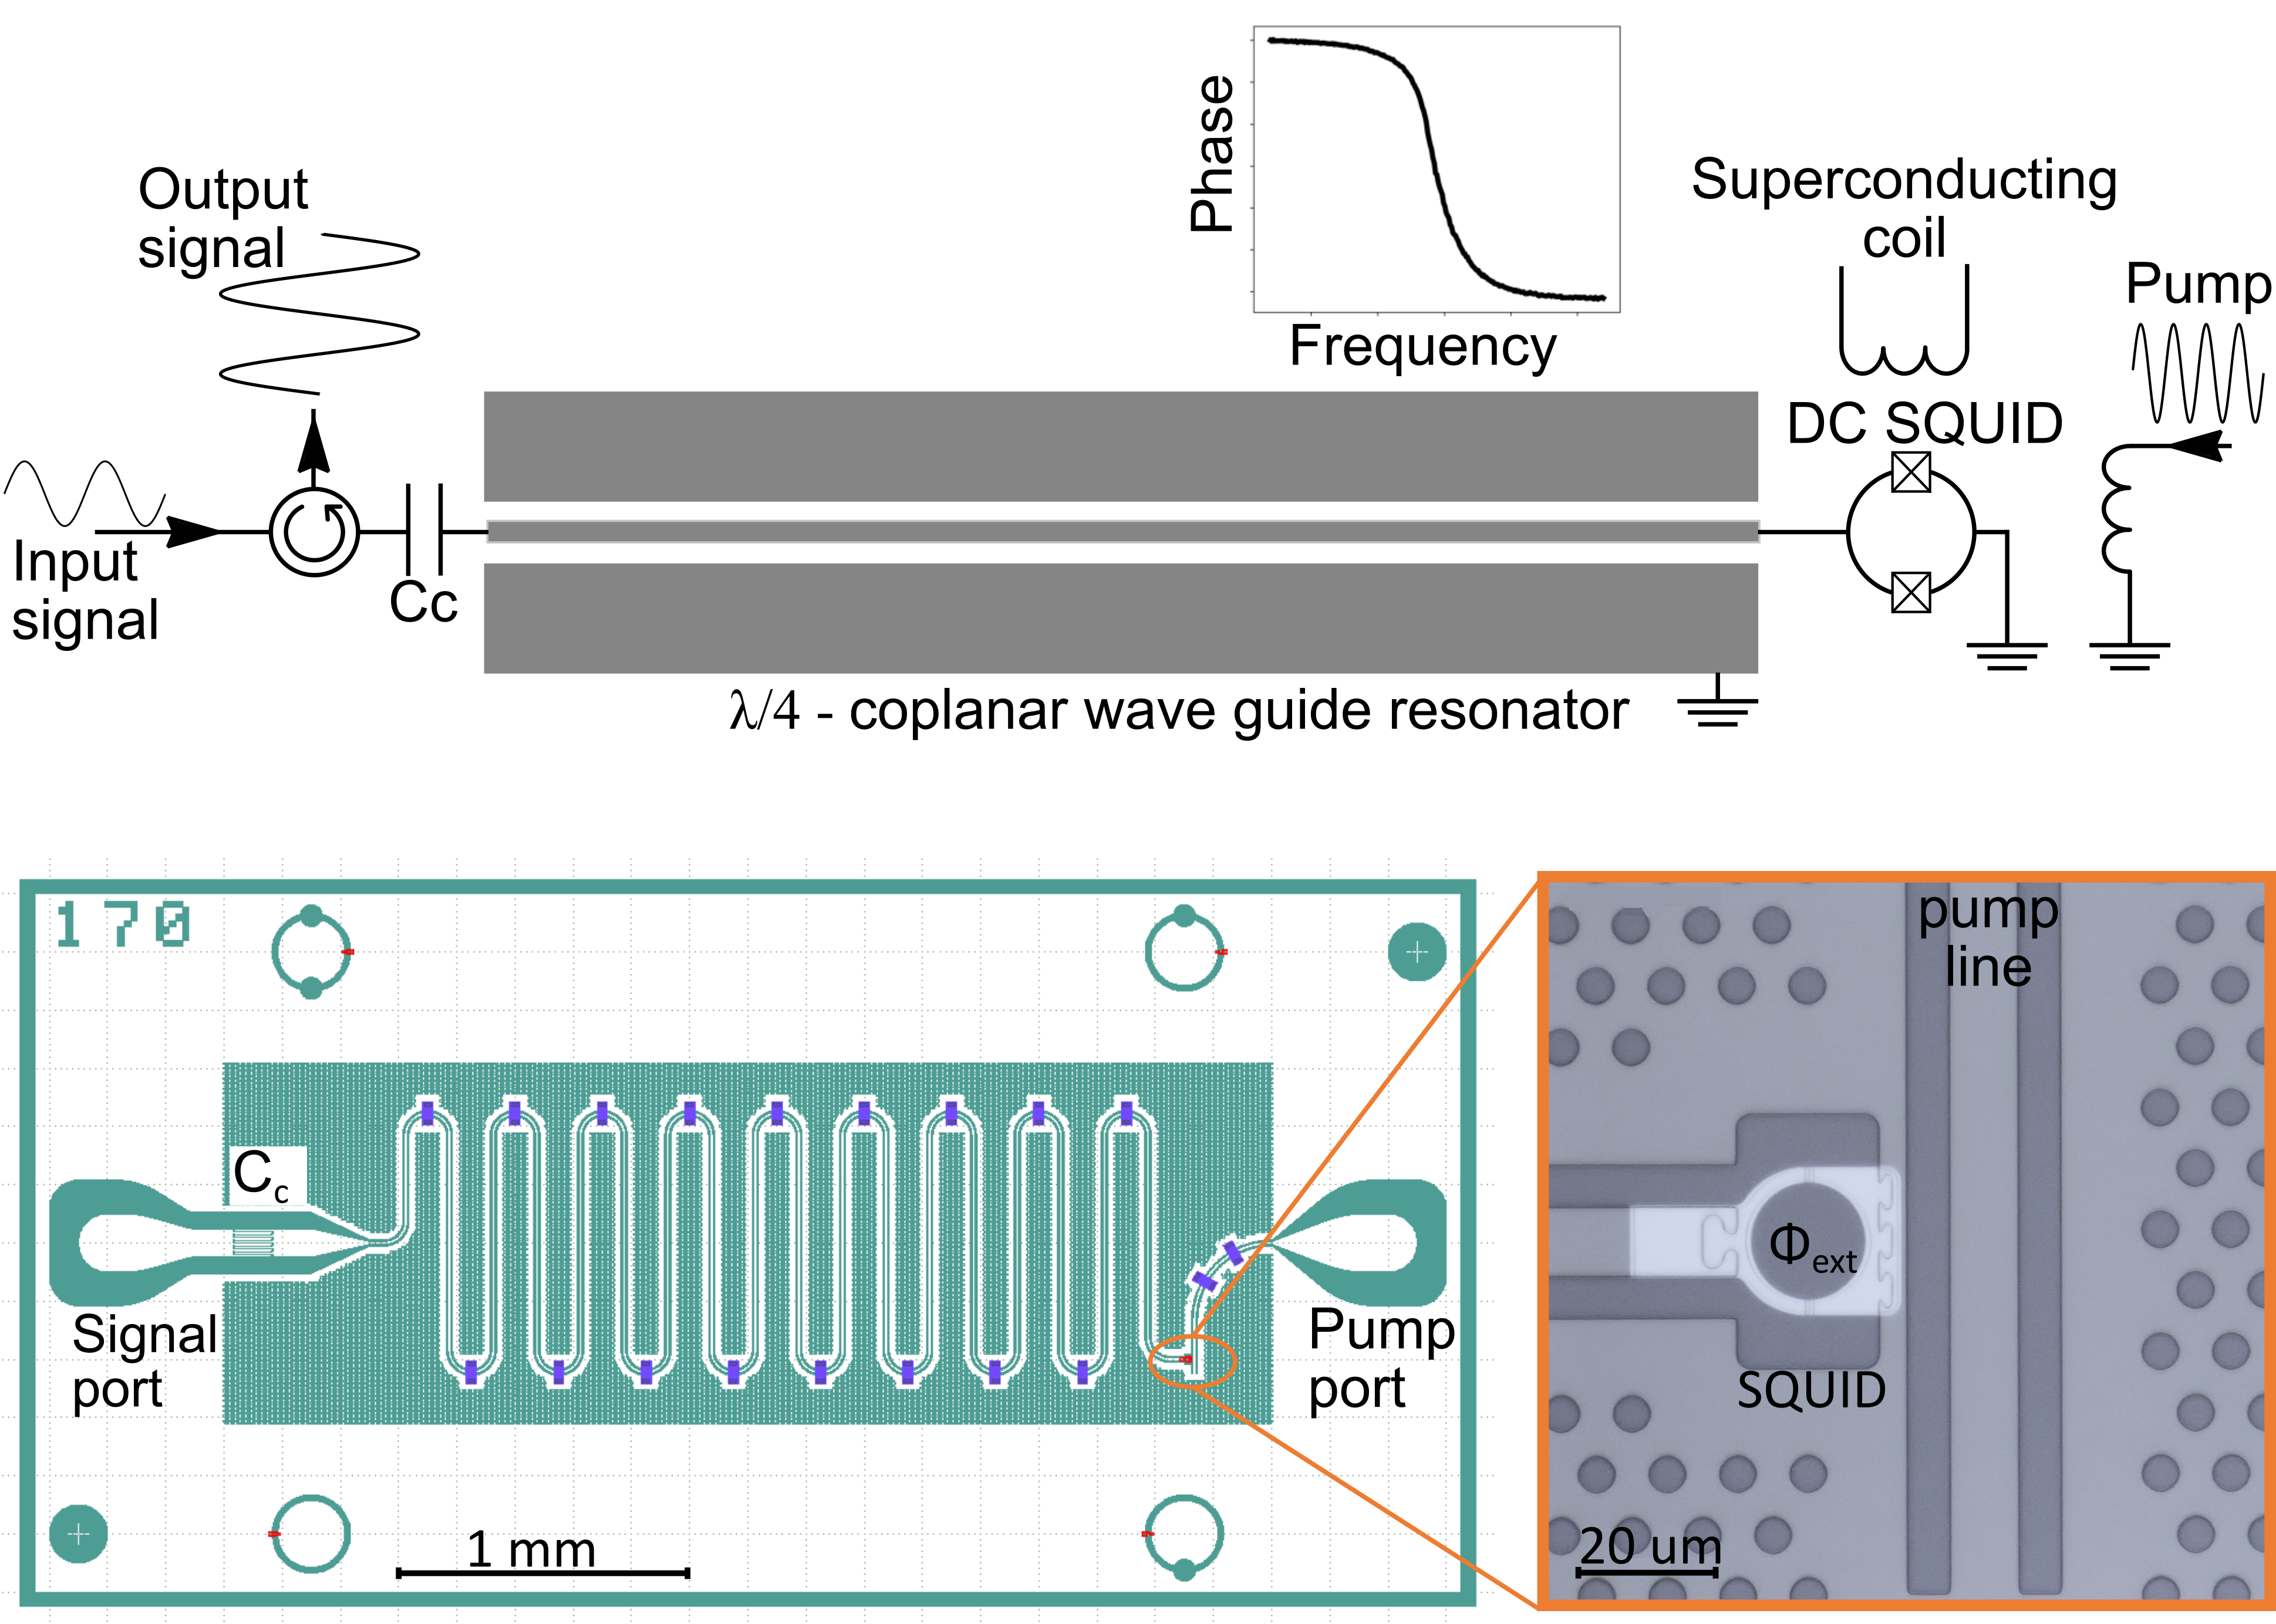 Output
signal
Input
signal
Cc
Phase
Frequency
Superconducting
coil
Pump
DC SQUID
λ/4 - coplanar wave guide resonator
170
Cc
Signal
port
Pump
port
1 mm
pump
line
Φext
SQUID
20 um